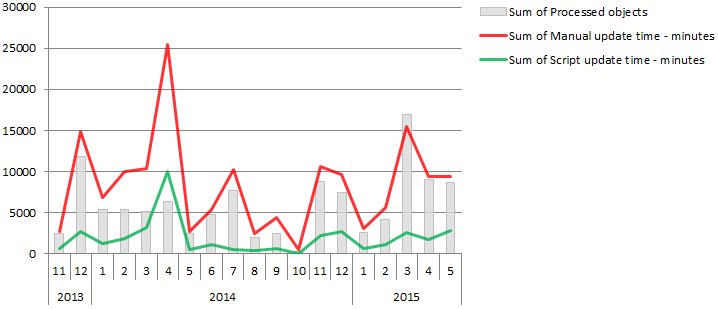 Sum of Processed objects
Sum of Manual update time - minutes
Sum of Script update time - minutes
30000
25000
20000
15000
10000
5000
0
11 12 1 2 3 4 5 6 7 8 9 10 11 12 1 2 3 4 5
2013 2014 2015